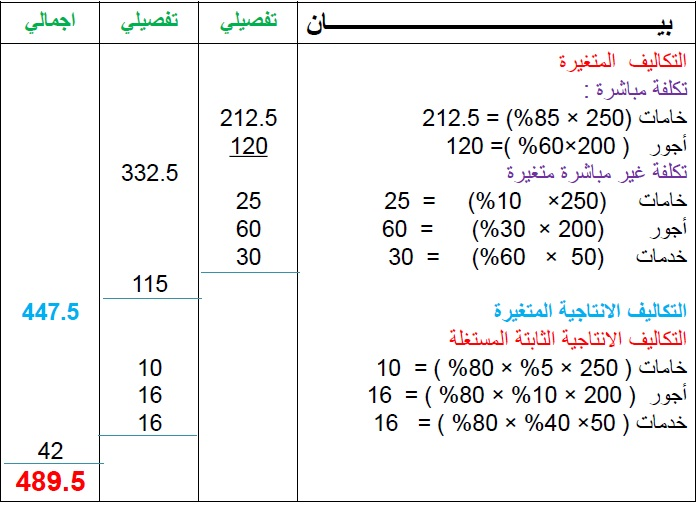 بيــــــــــــان تفصيلي تفصيلي اجمالي
التكاليف المتغيرة
تكلفة مباشرة :
خامات (250 × 85%) = 212.5 212.5
أجور ( 200×60% )= 120 120
332.5
تكلفة غير مباشرة متغيرة
خامات (250× 10%) = 25 25
أجور (200 × 30%) = 60 60
خدمات (50 × 60%) = 30 30
115
التكاليف الانتاجية المتغيرة 447.5
التكاليف الانتاجية الثابتة المستغلة
خامات ( 250 × 5% × 80% ) = 10 10
أجور ( 200 × 10% × 80% ) = 16 16
خدمات ( 50× 40% × 80% ) = 16 16
42
489.5